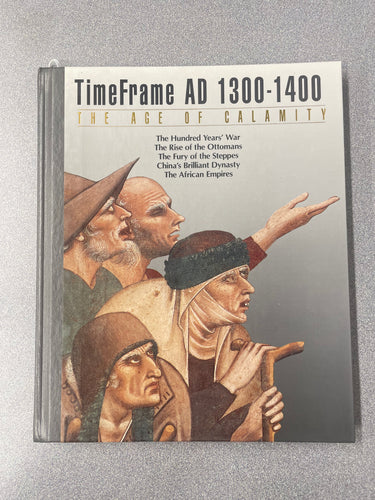 TimeFrame AD 1300-1400
THE AGE OF CALAMITY
The Hundred Years' War
The Rise of the Ottomans
The Fury of the Steppes
China's Brilliant Dynasty
The African Empires